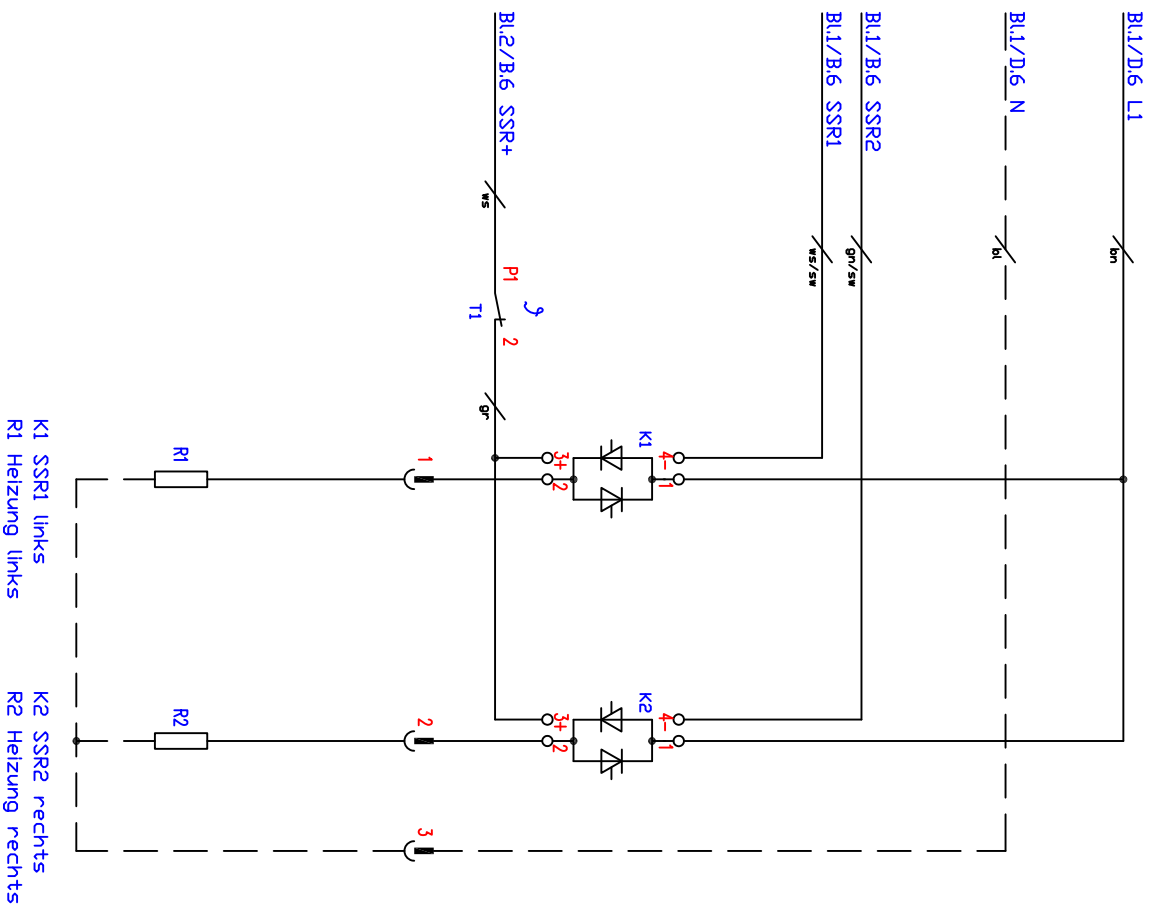 Bl.1/D.6 L1
Bl.1/D.6 N
Bl.1/B.6 SSR2
Bl.1/B.6 SSR1
Bl.2/B.6 SSR+
bn
bl
gn/sw
ws/sw
ws
P1
T1
ϑ
2
gr
K1
4-
1
3+
2
K2
4-
1
3+
2
1
2
3
R1
R2
K1 SSR1 links
R1 Heizung links
K2 SSR2 rechts
R2 Heizung rechts